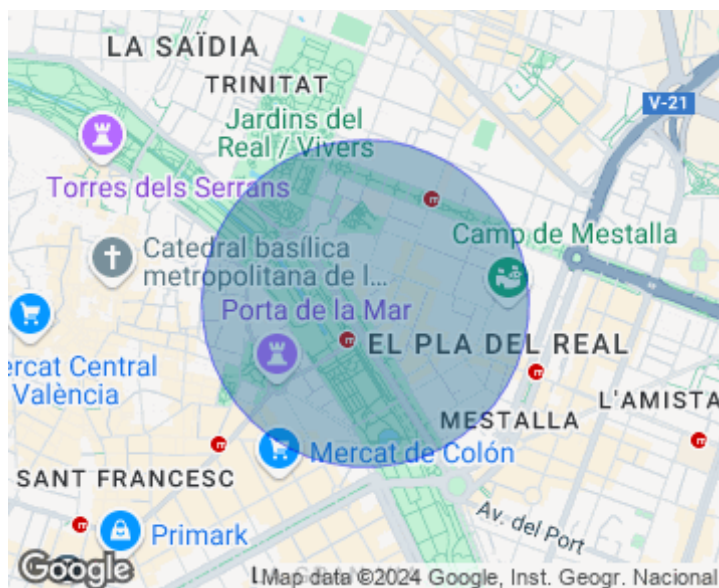 LA SAÏDIA
TRINITAT
Jardins del
Real / Vivers
V-21
Torres dels Serrans
Catedral basílica
metropolitana de l...
Camp de Mestalla
Porta de la Mar
EL PLA DEL REAL
ercat Central
València
L'AMISTA
MESTALLA
Mercat de Colón
SANT FRANCESC
Primark
Av. del Port
Google
Map data ©2024 Google, Inst. Geogr. Nacional